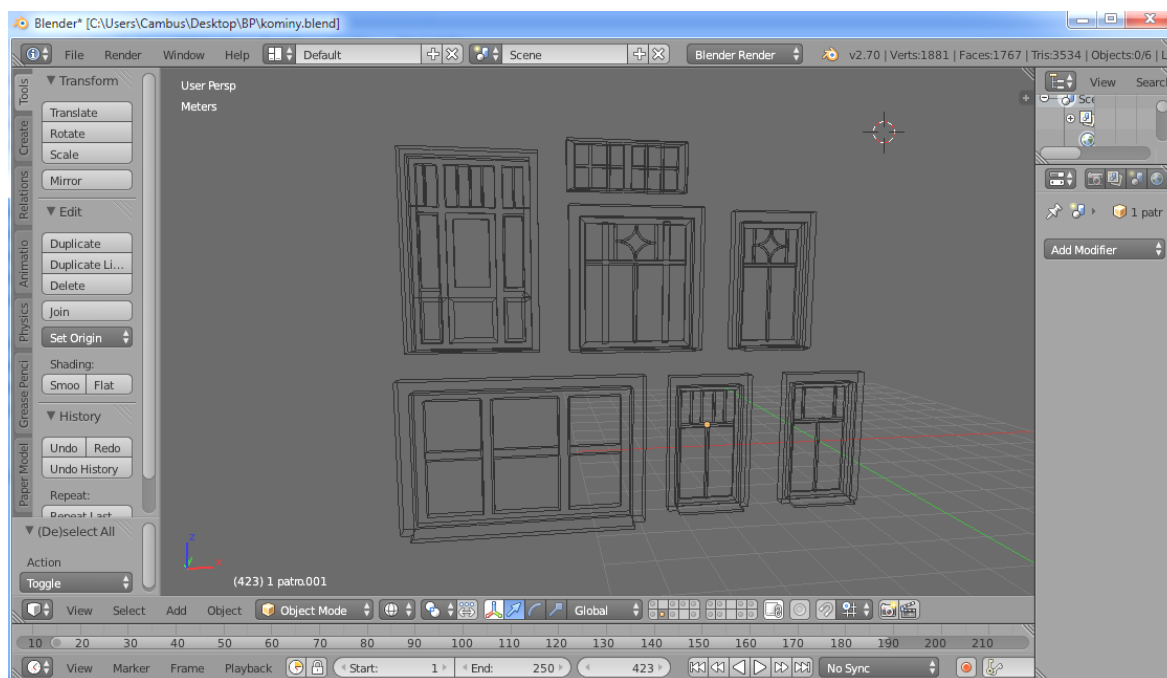 Blender* [C:\Users\Cambus\Desktop\BP\kominy.blend]
File Render Window Help Default Scene Blender Render v2.70 | Verts:1881 | Faces:1767 | Tris:3534 | Objects:0/6 | L
Tools
Create
Relations
Animatio
Physics
Grease Penci
Paper Model
Transform
Translate
Rotate
Scale
Mirror
Edit
Duplicate
Duplicate Li...
Delete
Join
Set Origin
Shading:
Smoo Flat
History
Undo Redo
Undo History
Repeat:
Repeat Last
(De)select All
Action
Toggle
User Persp
Meters
z
x
(423) 1 patro.001
View Searc
Sce
1 patr
Add Modifier
View Select Add Object Object Mode Global
10 20 30 40 50 60 70 80 90 100 110 120 130 140 150 160 170 180 190 200 210
View Marker Frame Playback Start: 1 End: 250 423 No Sync